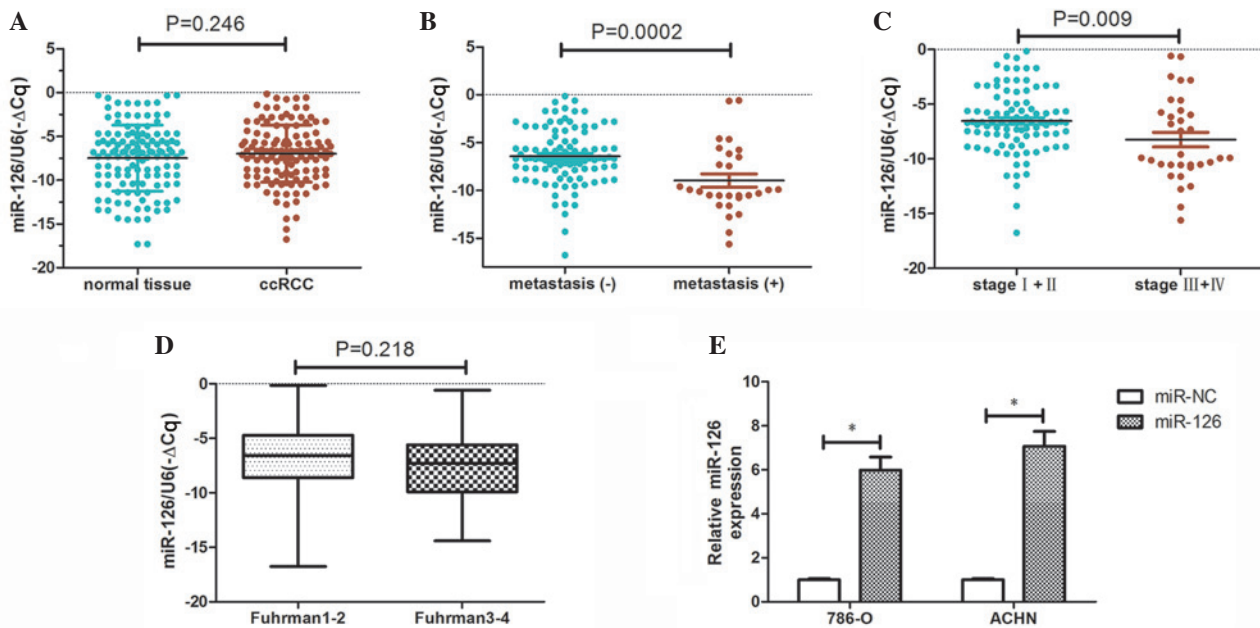 A
P=0.246
miR-126/U6(-ΔCq)
5
0
-5
-10
-15
-20
normal tissue
ccRCC
B
P=0.0002
miR-126/U6(-ΔCq)
5
0
-5
-10
-15
metastasis (-)
metastasis (+)
C
P=0.009
miR-126/U6(-ΔCq)
0
-5
-10
-15
-20
stage Ⅰ+Ⅱ
stage Ⅲ+Ⅳ
D
P=0.218
miR-126/U6(-ΔCq)
0
-5
-10
-15
-20
Fuhrman1-2
Fuhrman3-4
E
Relative miR-126
expression
10
8
6
4
2
0
*
*
786-O
ACHN
miR-NC
miR-126